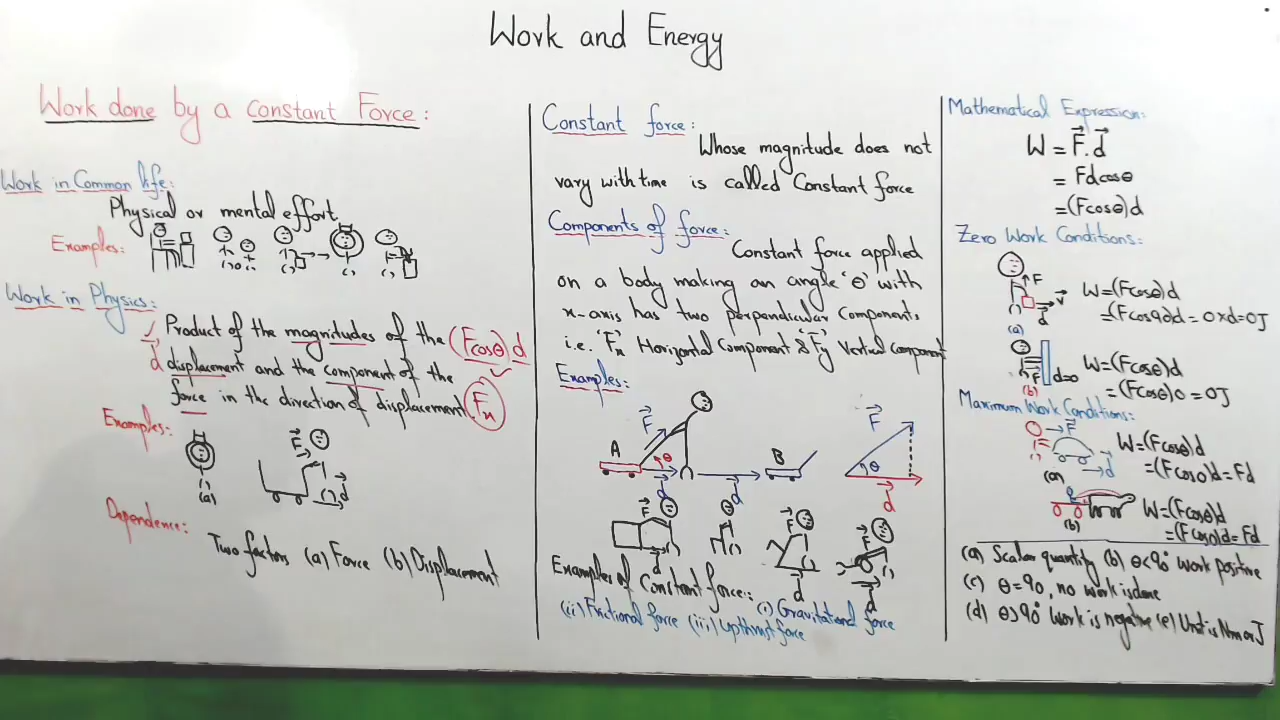 Work and Energy
Work done by a Constant Force:
Work in Common life:
Physical or mental effort
Examples:
Work in Physics:
Product of the magnitudes of the (Fcosθ) d
d displacement and the component of the
force in the direction of displacement. Fx
Examples:
F
d
(a)
Dependence:
Two factors (a) Force (b) Displacement
Constant force:
Whose magnitude does not
vary with time is called Constant force
Components of force:
Constant force applied
on a body making an angle 'θ' with
x-axis has two perpendicular components
i.e. 'Fx' Horizontal Component & 'Fy' Vertical component
Examples:
A F θ d B
F θ d
F d
F
F d
F d
Examples of Constant force: (i) Gravitational force
(ii) Frictional force (iii) Upthrust force
Mathematical Expression:
W = F. d
= Fdcosθ
=(Fcosθ)d
Zero Work Conditions:
F v d
W=(Fcosθ)d
=(Fcos90)d=0xd=0J
(a)
F d=0
W=(Fcosθ)d
=(Fcosθ)0=0J
(b)
Maximum Work Conditions:
F d
W=(Fcosθ)d
=(Fcos0)d=Fd
(a)
W=(Fcosθ)d
=(Fcos0)d=Fd
(b)
(a) Scalar quantity (b) θ<90° Work positive
(c) θ=90, no work is done
(d) θ>90° Work is negative (e) Unit is Nm or J